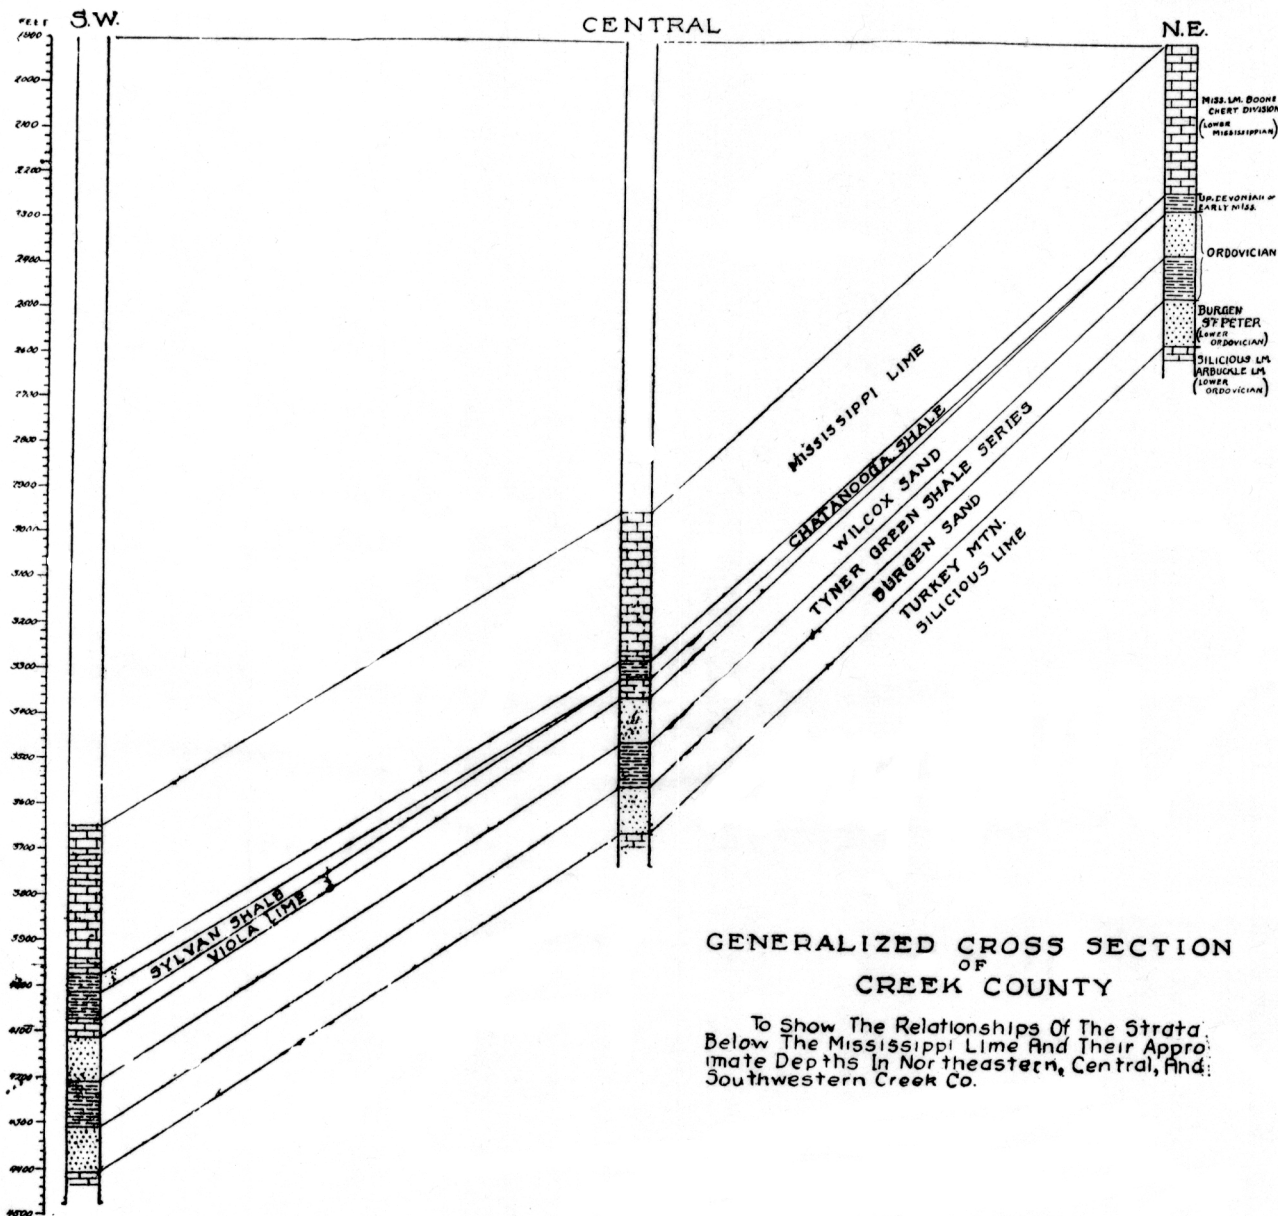 FEET
S.W.
CENTRAL
N.E.
1900
2000
2100
2200
2300
2400
2500
2600
2700
2800
2900
3000
3100
3200
3300
3400
3500
3600
3700
3800
3900
4000
4100
4200
4300
4400
4500
MISS. LM. BOONE
CHERT DIVISION
(LOWER
MISSISSIPPIAN)
UP. DEVONIAN OR
EARLY MISS.
ORDOVICIAN
BURGEN
ST PETER
(LOWER
ORDOVICIAN)
SILICIOUS LM.
ARBUCKLE LM.
(LOWER
ORDOVICIAN)
MISSISSIPPI LIME
CHATANOOGA SHALE
WILCOX SAND
TYNER GREEN SHALE SERIES
BURGEN SAND
TURKEY MTN.
SILICIOUS LIME
SYLVAN SHALE
VIOLA LIME
GENERALIZED CROSS SECTION
OF
CREEK COUNTY
To Show The Relationships Of The Strata
Below The Mississippi Lime And Their Appro
imate Depths In Northeastern, Central, And
Southwestern Creek Co.